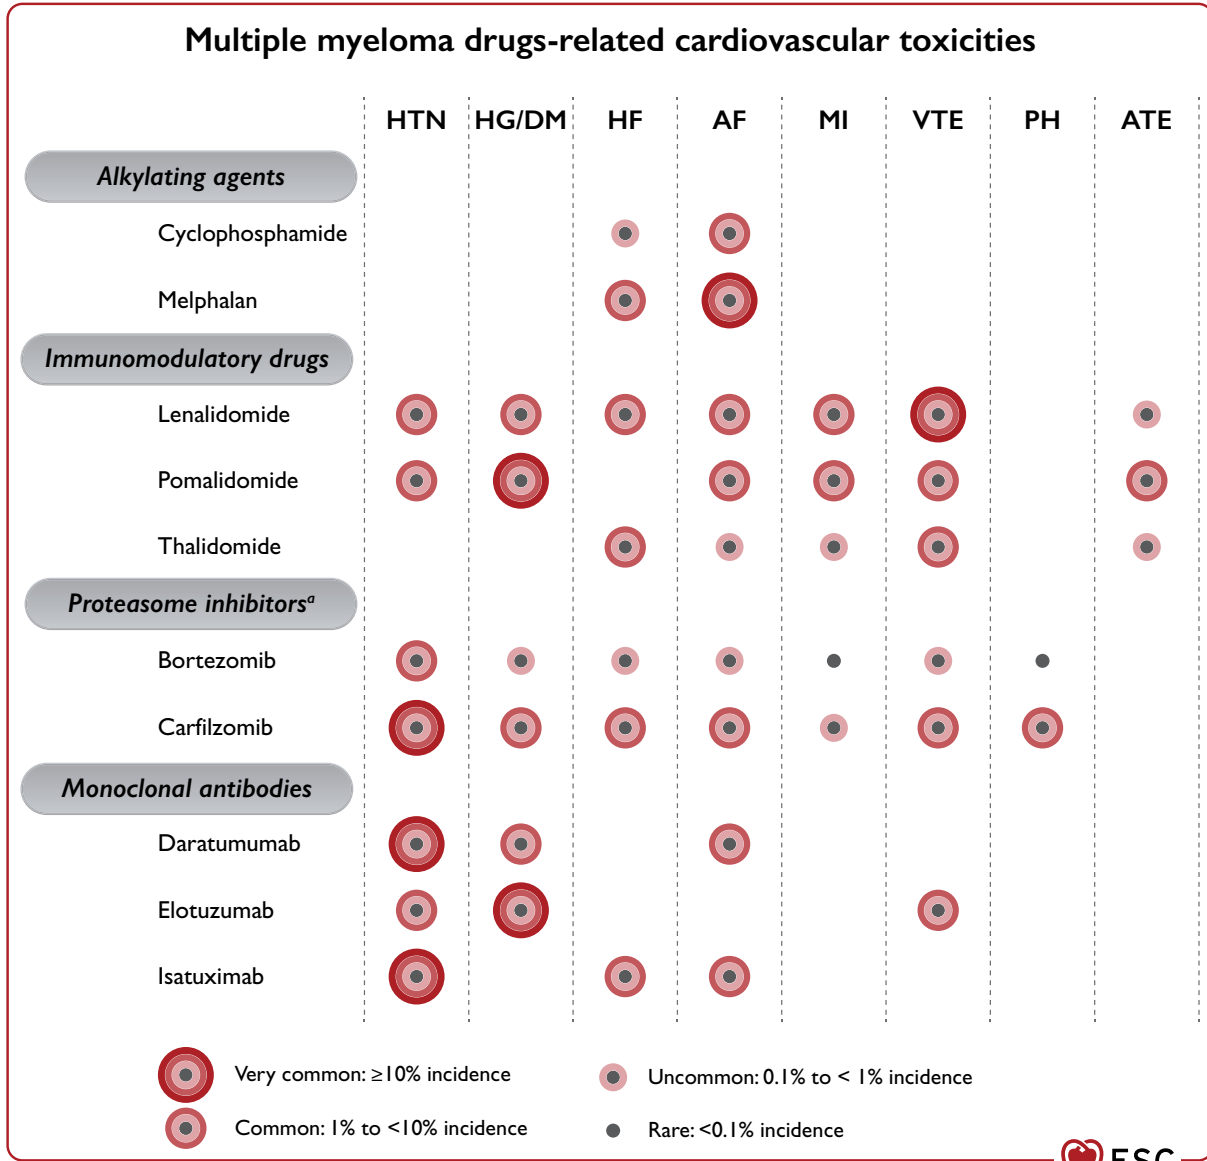 Multiple myeloma drugs-related cardiovascular toxicities
HTN HG/DM HF AF MI VTE PH ATE
Alkylating agents
Cyclophosphamide
Melphalan
Immunomodulatory drugs
Lenalidomide
Pomalidomide
Thalidomide
Proteasome inhibitorsᵃ
Bortezomib
Carfilzomib
Monoclonal antibodies
Daratumumab
Elotuzumab
Isatuximab
Very common: ≥10% incidence
Uncommon: 0.1% to < 1% incidence
Common: 1% to <10% incidence
Rare: <0.1% incidence
ESC